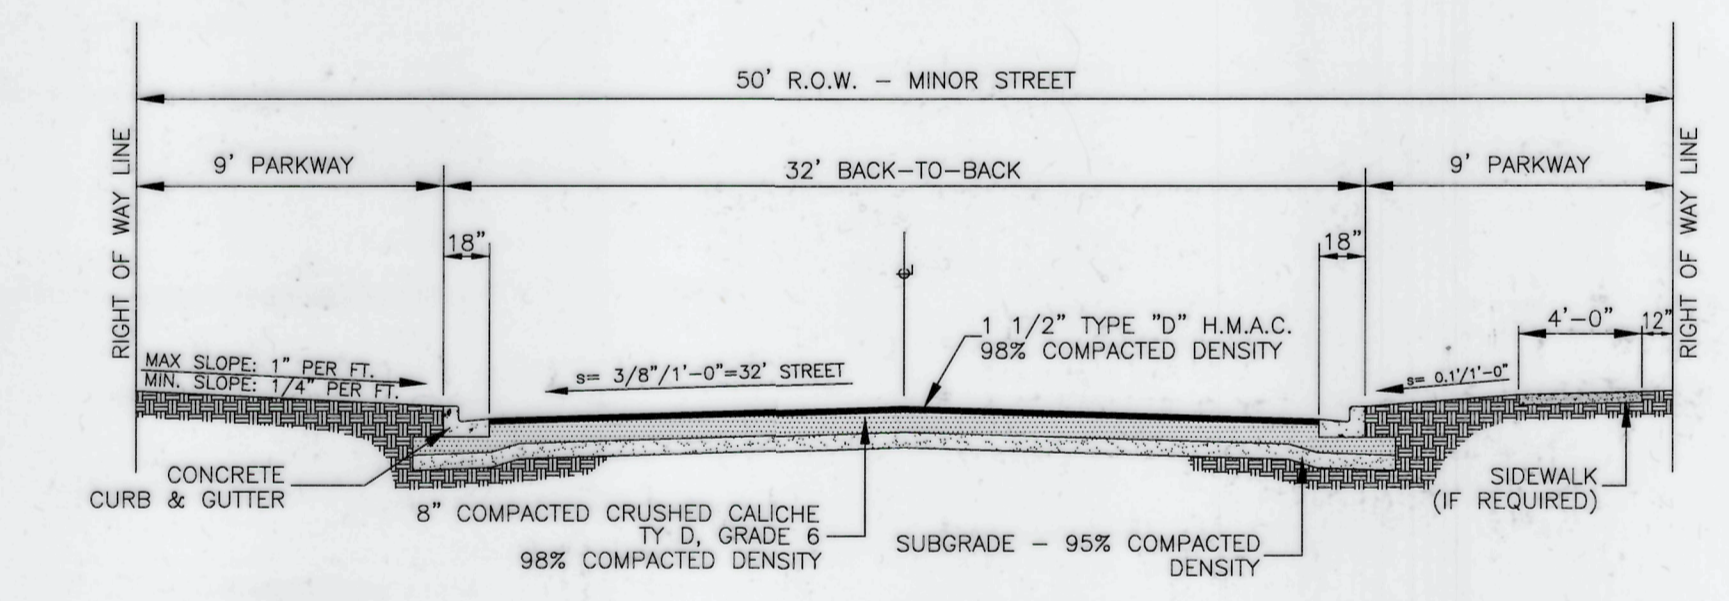 50' R.O.W. – MINOR STREET
9' PARKWAY
32' BACK–TO–BACK
9' PARKWAY
RIGHT OF WAY LINE
RIGHT OF WAY LINE
18"
18"
4'–0"
12"
1 1/2" TYPE "D" H.M.A.C.
98% COMPACTED DENSITY
MAX SLOPE: 1" PER FT.
MIN. SLOPE: 1/4" PER FT.
s= 3/8"/1'–0"=32' STREET
s= 0.1'/1'–0"
CONCRETE
CURB & GUTTER
8" COMPACTED CRUSHED CALICHE
TY D, GRADE 6
98% COMPACTED DENSITY
SUBGRADE – 95% COMPACTED
DENSITY
SIDEWALK
(IF REQUIRED)